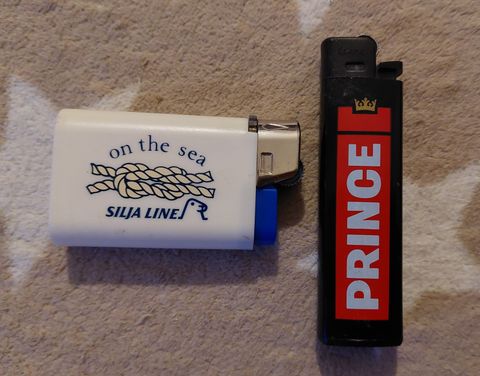 on the sea
SILJA LINE
PRINCE